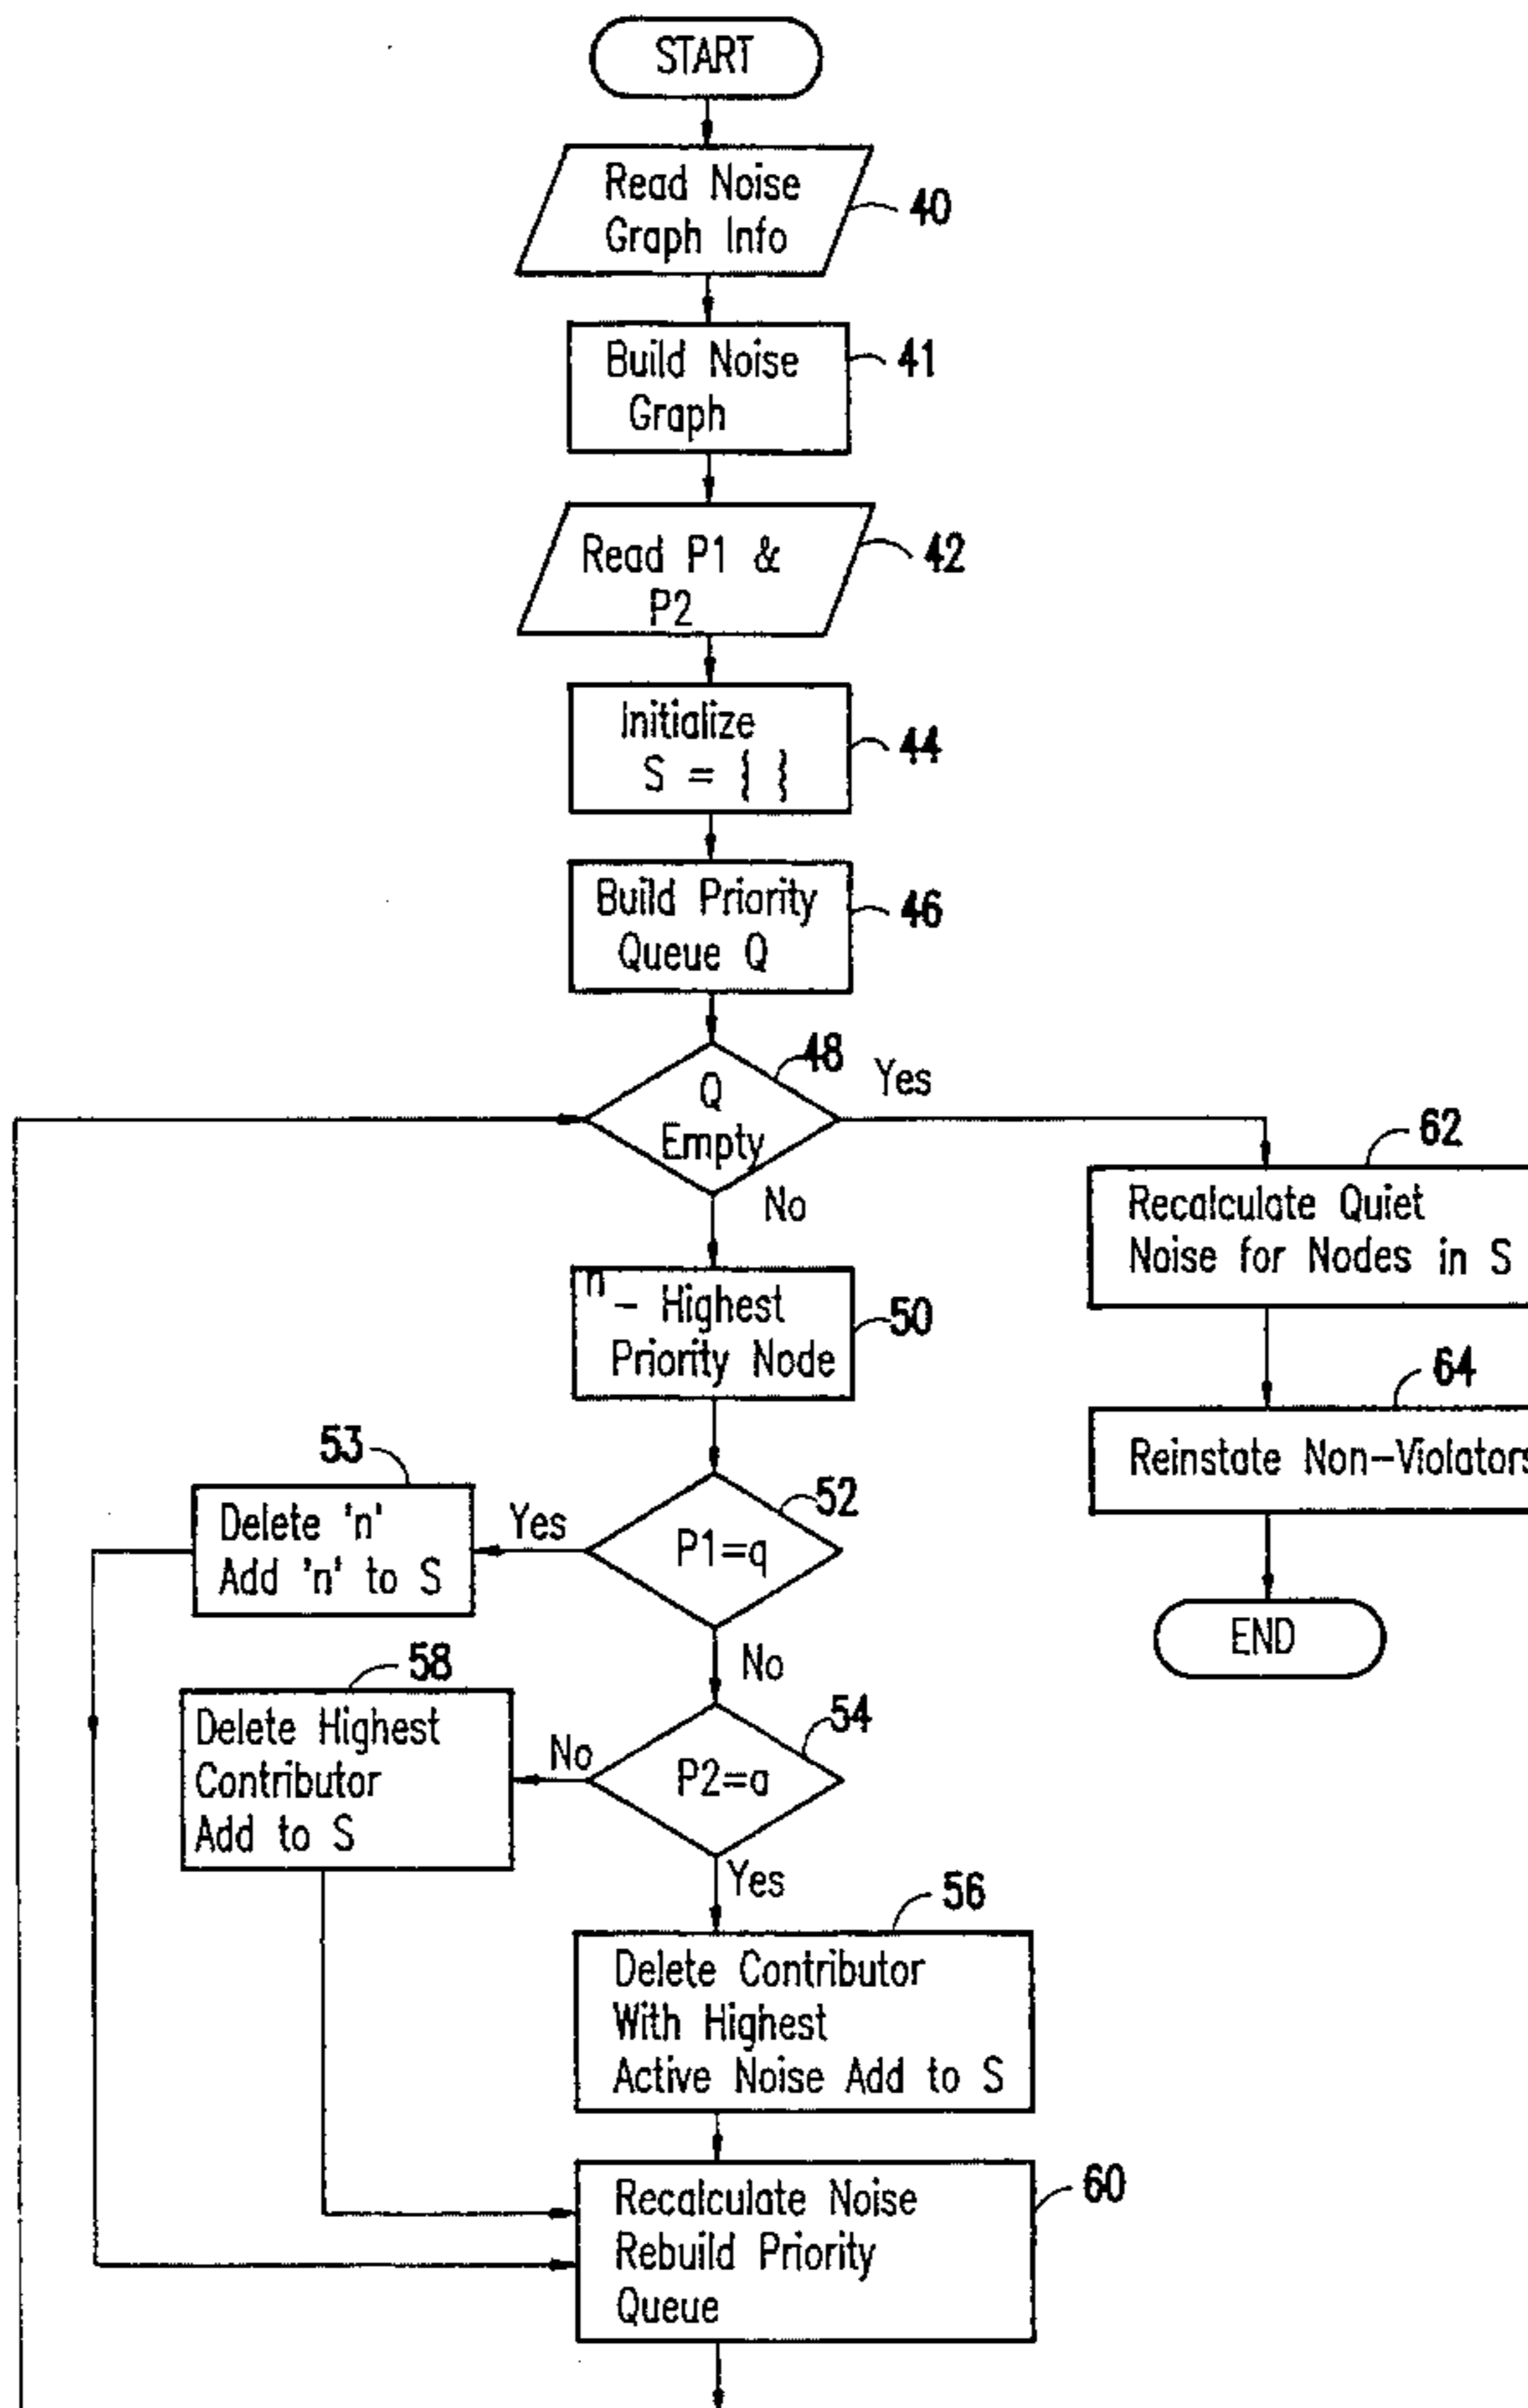 START
Read Noise
Graph Info
40
Build Noise
Graph
41
Read P1 &
P2
42
Initialize
S = { }
44
Build Priority
Queue Q
46
Q
Empty
48
Yes
No
62
Recalculate Quiet
Noise for Nodes in S
n - Highest
Priority Node
50
64
Reinstate Non-Violators
END
53
Delete 'n'
Add 'n' to S
Yes
P1=q
52
No
58
Delete Highest
Contributor
Add to S
No
P2=a
54
Yes
56
Delete Contributor
With Highest
Active Noise Add to S
Recalculate Noise
Rebuild Priority
Queue
60